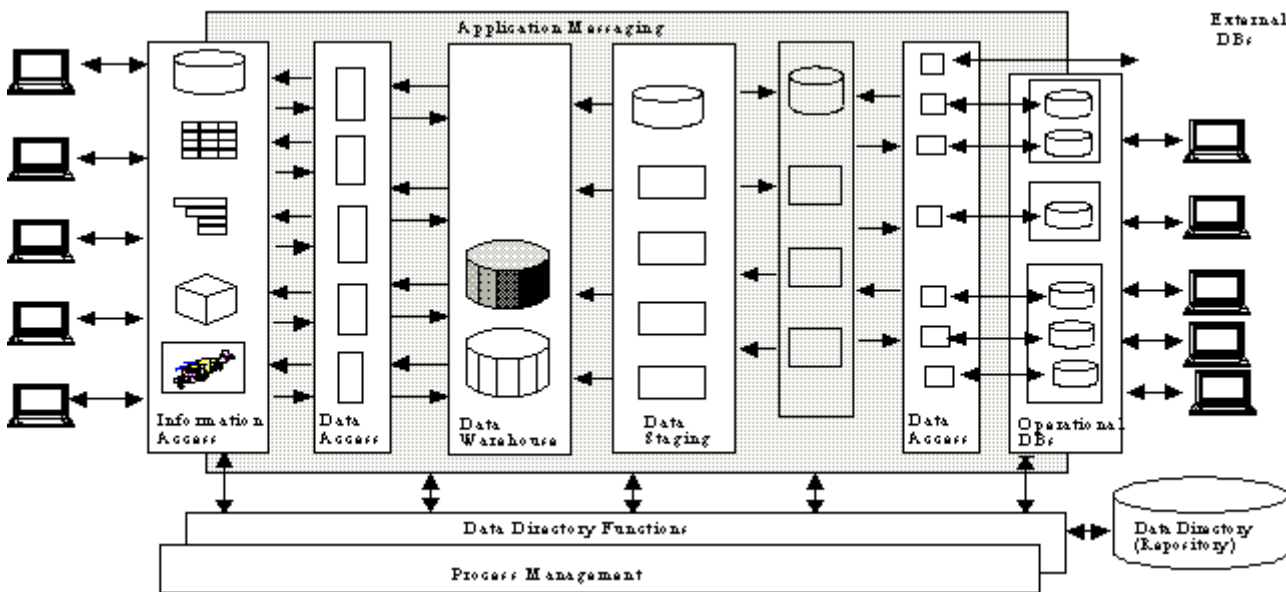 Application Messaging
External
DBs
Information
Access
Data
Access
Data
Warehouse
Data
Staging
Data
Access
Operational
DBs
Data Directory Functions
Process Management
Data Directory
(Repository)